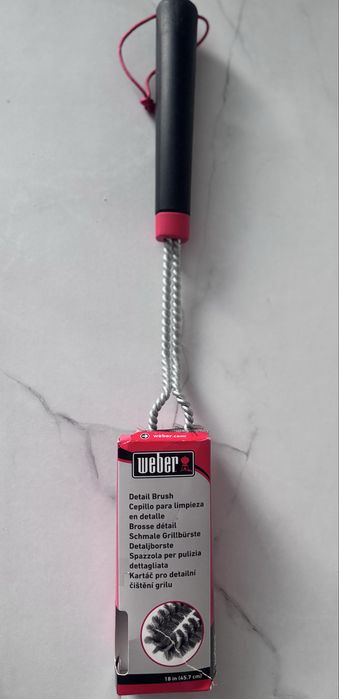 weber.com
weber
Detail Brush
Cepillo para limpieza
en detalle
Brosse détail
Schmale Grillbürste
Detaljborste
Spazzola per pulizia
dettagliata
Kartáč pro detailní
čištění grilu
18 in (45.7 cm)